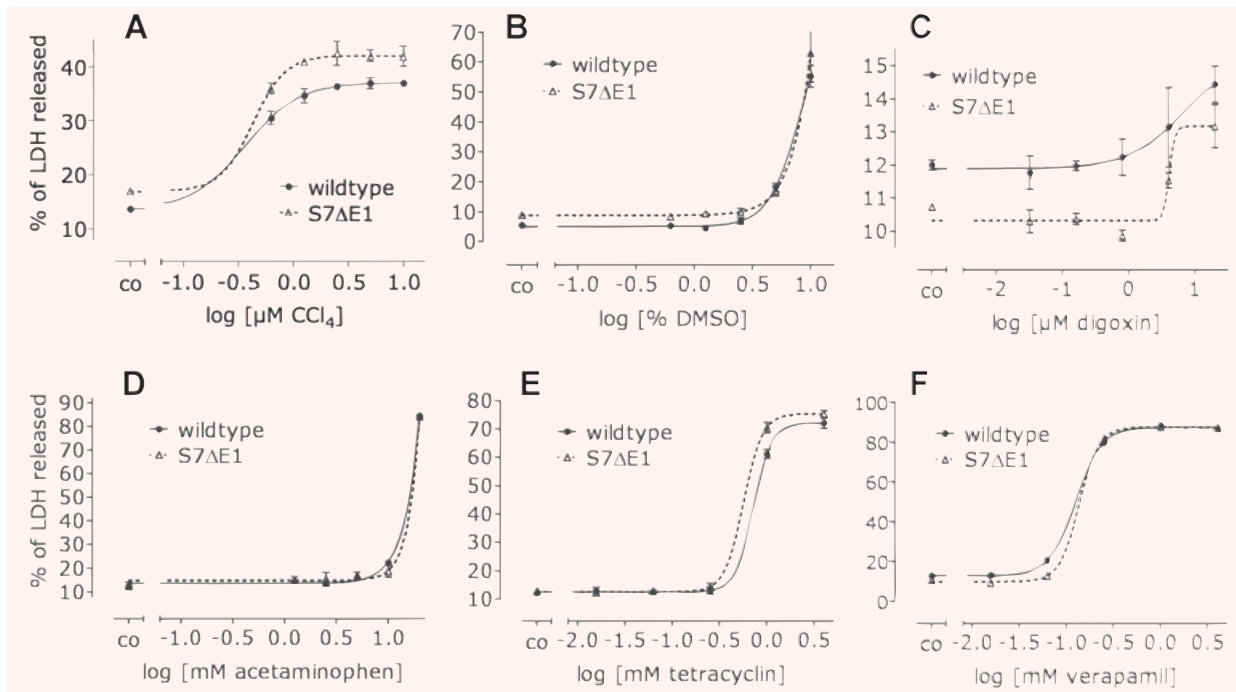 A
% of LDH released
40
30
20
10
wildtype
S7ΔE1
co -1.0 -0.5 0.0 0.5 1.0
log [µM CCl4]
B
70
60
50
40
30
20
10
0
wildtype
S7ΔE1
co -1.0 -0.5 0.0 0.5 1.0
log [% DMSO]
C
15
14
13
12
11
10
wildtype
S7ΔE1
co -2 -1 0 1
log [µM digoxin]
D
% of LDH released
90
80
70
60
50
40
30
20
10
wildtype
S7ΔE1
co -1.0 -0.5 0.0 0.5 1.0
log [mM acetaminophen]
E
80
70
60
50
40
30
20
10
wildtype
S7ΔE1
co -2.0 -1.5 -1.0 -0.5 0.0 0.5
log [mM tetracyclin]
F
100
80
60
40
20
0
wildtype
S7ΔE1
co -2.0 -1.5 -1.0 -0.5 0.0 0.5
log [mM verapamil]